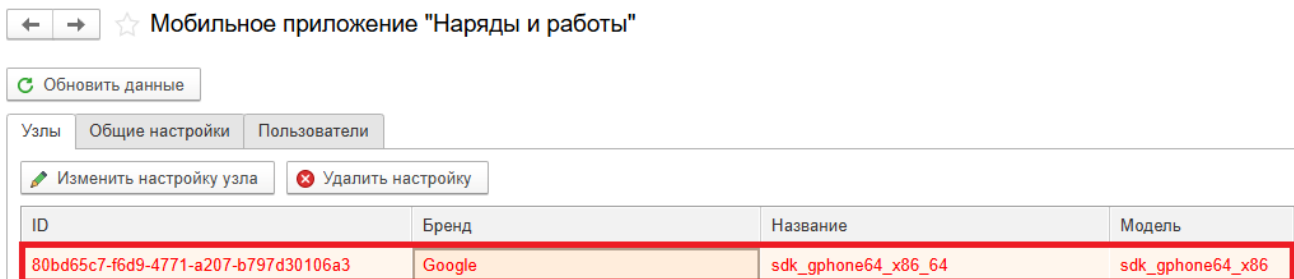 Мобильное приложение "Наряды и работы"
Обновить данные
Узлы Общие настройки Пользователи
Изменить настройку узла Удалить настройку
ID Бренд Название Модель
80bd65c7-f6d9-4771-a207-b797d30106a3 Google sdk_gphone64_x86_64 sdk_gphone64_x86